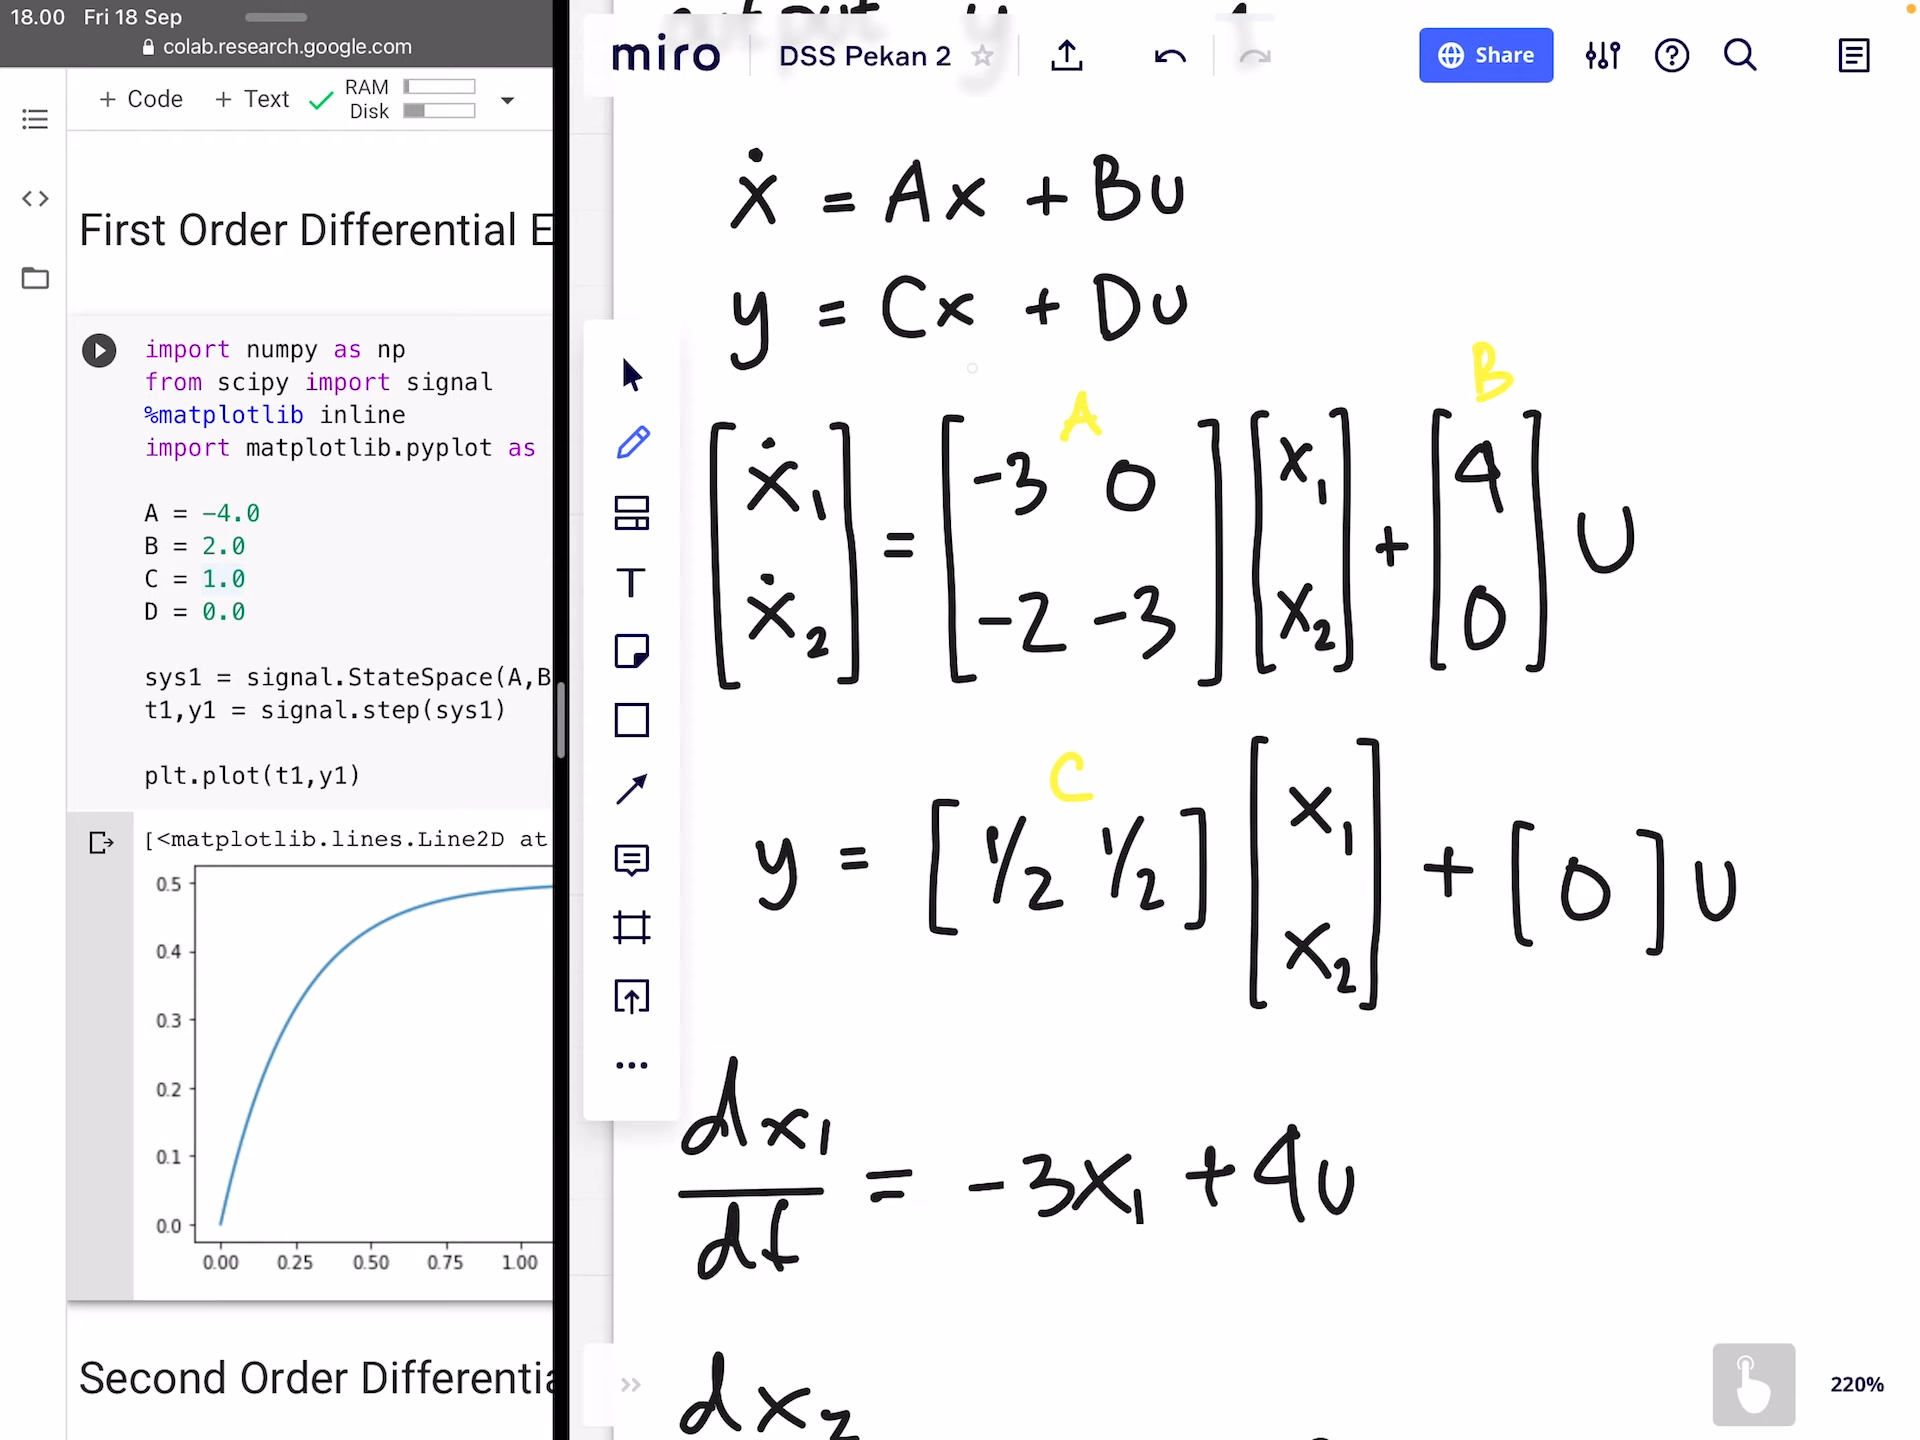 18.00 Fri 18 Sep
colab.research.google.com
+ Code + Text RAM
Disk
First Order Differential E
import numpy as np
from scipy import signal
%matplotlib inline
import matplotlib.pyplot as
A = -4.0
B = 2.0
C = 1.0
D = 0.0
sys1 = signal.StateSpace(A,B
t1,y1 = signal.step(sys1)
plt.plot(t1,y1)
[<matplotlib.lines.Line2D at
0.5
0.4
0.3
0.2
0.1
0.0
0.00 0.25 0.50 0.75 1.00
Second Order Differentia
miro DSS Pekan 2 Share
ẋ = Ax + Bu
y = Cx + Du
A B
[ẋ₁ ẋ₂] = [-3 0 -2 -3] [x₁ x₂] + [4 0] u
C
y = [1/2 1/2] [x₁ x₂] + [0] u
dx₁/dt = -3x₁ + 4u
dx₂
220%